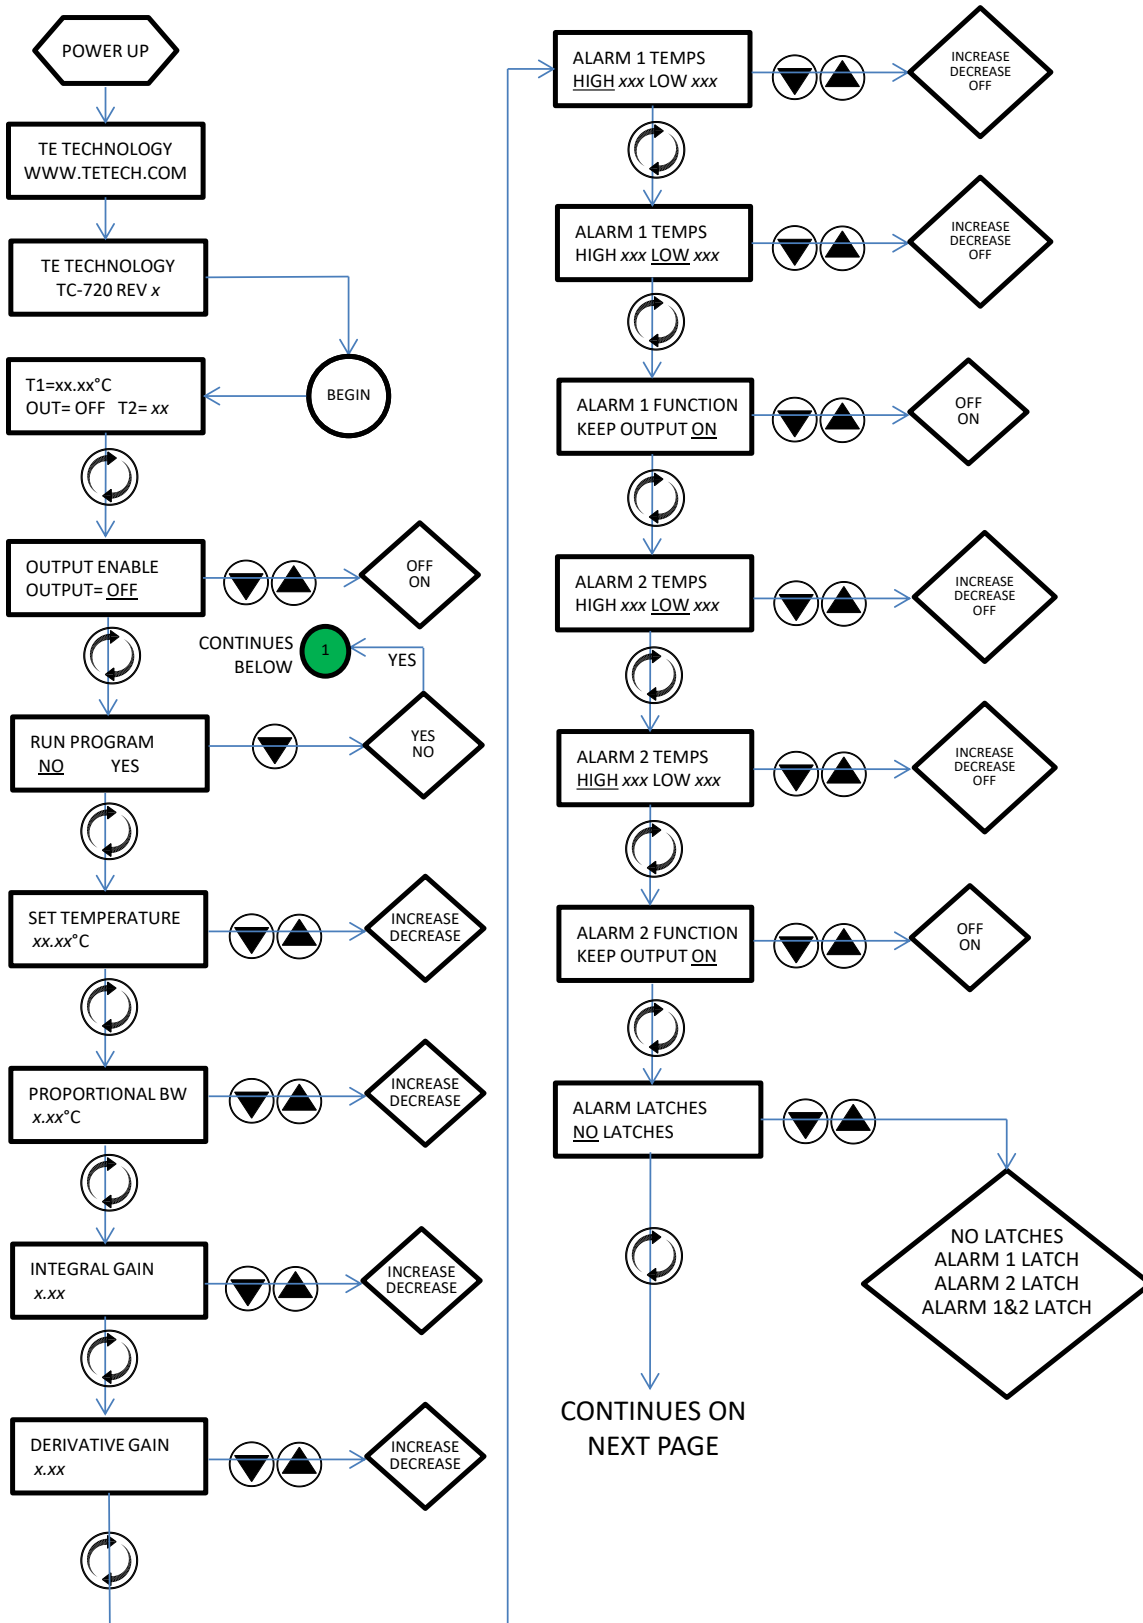 POWER UP
TE TECHNOLOGY
WWW.TETECH.COM
TE TECHNOLOGY
TC-720 REV x
BEGIN
T1=xx.xx°C
OUT= OFF T2= xx
OUTPUT ENABLE
OUTPUT= OFF
OFF
ON
CONTINUES
BELOW
1
YES
RUN PROGRAM
NO YES
YES
NO
SET TEMPERATURE
xx.xx°C
INCREASE
DECREASE
PROPORTIONAL BW
x.xx°C
INCREASE
DECREASE
INTEGRAL GAIN
x.xx
INCREASE
DECREASE
DERIVATIVE GAIN
x.xx
INCREASE
DECREASE
ALARM 1 TEMPS
HIGH xxx LOW xxx
INCREASE
DECREASE
OFF
ALARM 1 TEMPS
HIGH xxx LOW xxx
INCREASE
DECREASE
OFF
ALARM 1 FUNCTION
KEEP OUTPUT ON
OFF
ON
ALARM 2 TEMPS
HIGH xxx LOW xxx
INCREASE
DECREASE
OFF
ALARM 2 TEMPS
HIGH xxx LOW xxx
INCREASE
DECREASE
OFF
ALARM 2 FUNCTION
KEEP OUTPUT ON
OFF
ON
ALARM LATCHES
NO LATCHES
NO LATCHES
ALARM 1 LATCH
ALARM 2 LATCH
ALARM 1&2 LATCH
CONTINUES ON
NEXT PAGE